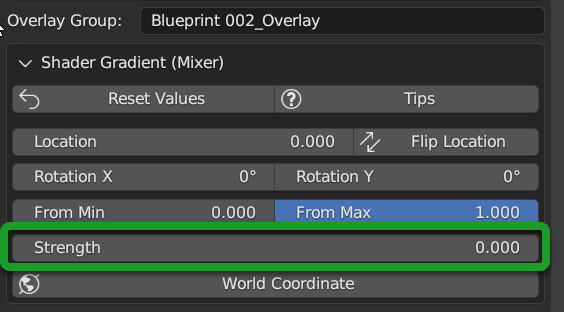 Overlay Group: Blueprint 002_Overlay
Shader Gradient (Mixer)
Reset Values Tips
Location 0.000 Flip Location
Rotation X 0° Rotation Y 0°
From Min 0.000 From Max 1.000
Strength 0.000
World Coordinate